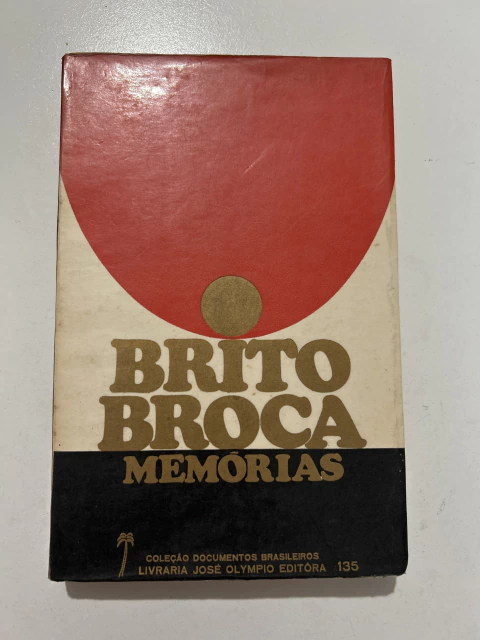 BRITO
BROCA
MEMÓRIAS
COLEÇÃO DOCUMENTOS BRASILEIROS
LIVRARIA JOSÉ OLYMPIO EDITÔRA 135